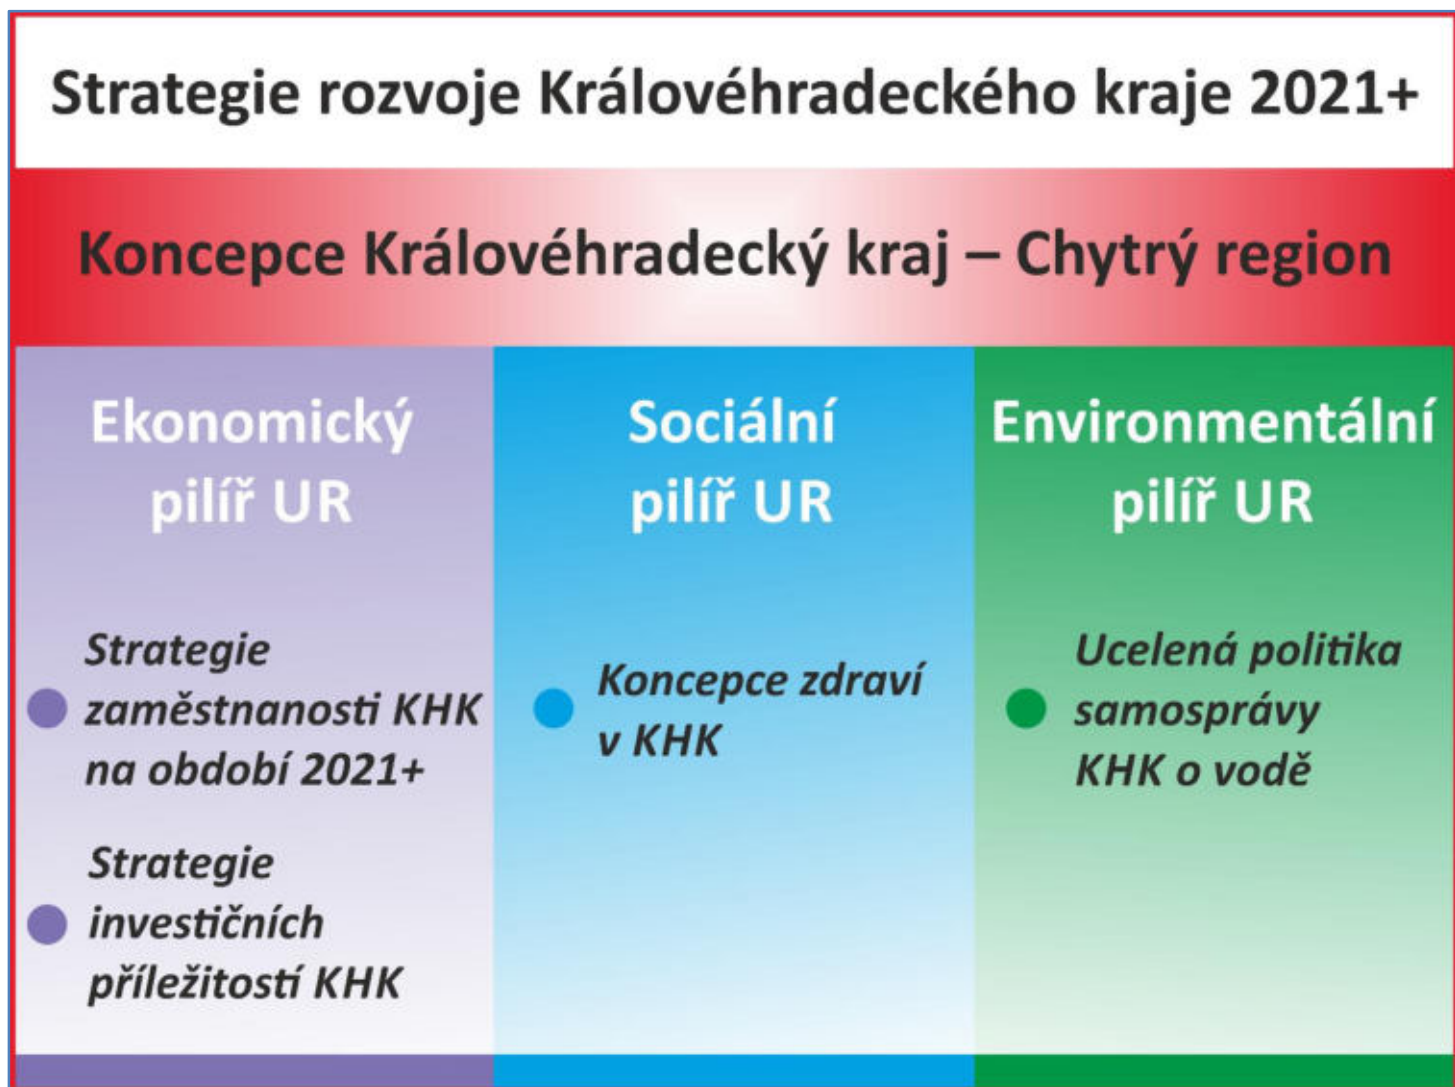 Strategie rozvoje Královéhradeckého kraje 2021+
Koncepce Královéhradecký kraj – Chytrý region
Ekonomický
pilíř UR
Strategie
zaměstnanosti KHK
na období 2021+
Strategie
investičních
příležitostí KHK
Sociální
pilíř UR
Koncepce zdraví
v KHK
Environmentální
pilíř UR
Ucelená politika
samosprávy
KHK o vodě